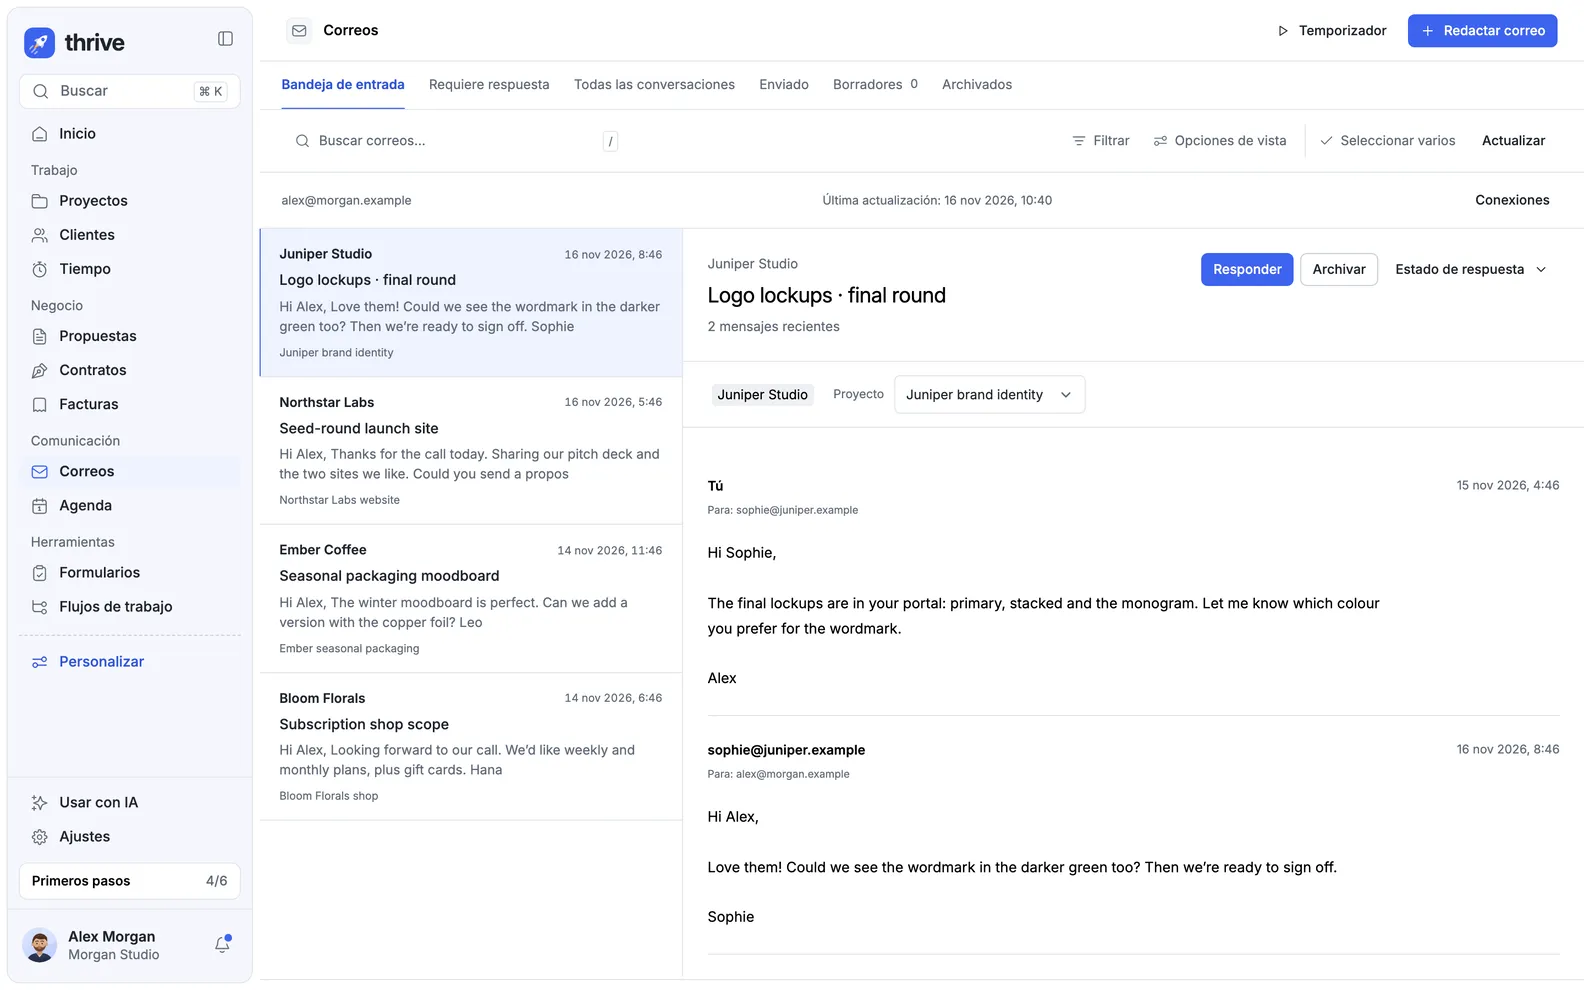 thrive
Buscar
⌘ K
Inicio
Trabajo
Proyectos
Clientes
Tiempo
Negocio
Propuestas
Contratos
Facturas
Comunicación
Correos
Agenda
Herramientas
Formularios
Flujos de trabajo
Personalizar
Usar con IA
Ajustes
Primeros pasos 4/6
Alex Morgan
Morgan Studio
Correos
Temporizador
+ Redactar correo
Bandeja de entrada
Requiere respuesta
Todas las conversaciones
Enviado
Borradores 0
Archivados
Buscar correos...
/
Filtrar
Opciones de vista
Seleccionar varios
Actualizar
alex@morgan.example
Última actualización: 16 nov 2026, 10:40
Conexiones
Juniper Studio 16 nov 2026, 8:46
Logo lockups · final round
Hi Alex, Love them! Could we see the wordmark in the darker
green too? Then we’re ready to sign off. Sophie
Juniper brand identity
Northstar Labs 16 nov 2026, 5:46
Seed-round launch site
Hi Alex, Thanks for the call today. Sharing our pitch deck and
the two sites we like. Could you send a propos
Northstar Labs website
Ember Coffee 14 nov 2026, 11:46
Seasonal packaging moodboard
Hi Alex, The winter moodboard is perfect. Can we add a
version with the copper foil? Leo
Ember seasonal packaging
Bloom Florals 14 nov 2026, 6:46
Subscription shop scope
Hi Alex, Looking forward to our call. We’d like weekly and
monthly plans, plus gift cards. Hana
Bloom Florals shop
Juniper Studio
Logo lockups · final round
2 mensajes recientes
Responder
Archivar
Estado de respuesta
Juniper Studio
Proyecto
Juniper brand identity
Tú 15 nov 2026, 4:46
Para: sophie@juniper.example
Hi Sophie,
The final lockups are in your portal: primary, stacked and the monogram. Let me know which colour
you prefer for the wordmark.
Alex
sophie@juniper.example 16 nov 2026, 8:46
Para: alex@morgan.example
Hi Alex,
Love them! Could we see the wordmark in the darker green too? Then we’re ready to sign off.
Sophie